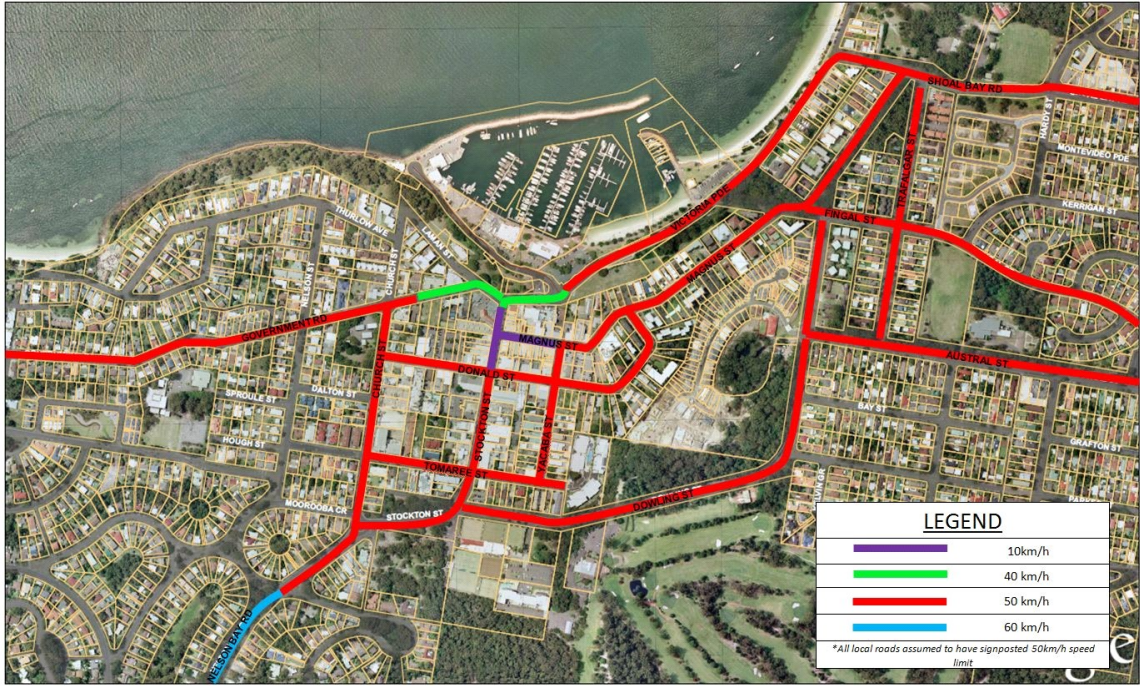 SHOAL BAY RD
HARDY ST
MONTEVIDEO PDE
TRAFALGAR ST
KERRIGAN ST
VICTORIA PDE
FINGAL ST
THURLOW AVE
LAMAN ST
MAGNUS ST
NELSON ST
CHURCH ST
GOVERNMENT RD
MAGNUS ST
AUSTRAL ST
CHURCH ST
DONALD ST
DALTON ST
SPROULE ST
STOCKTON ST
YACABA ST
BAY ST
HOUGH ST
GRAFTON ST
TOMAREE ST
DOWLING ST
MOOROOBA CR
STOCKTON ST
NELSON BAY RD
LEGEND
10km/h
40 km/h
50 km/h
60 km/h
*All local roads assumed to have signposted 50km/h speed
limit